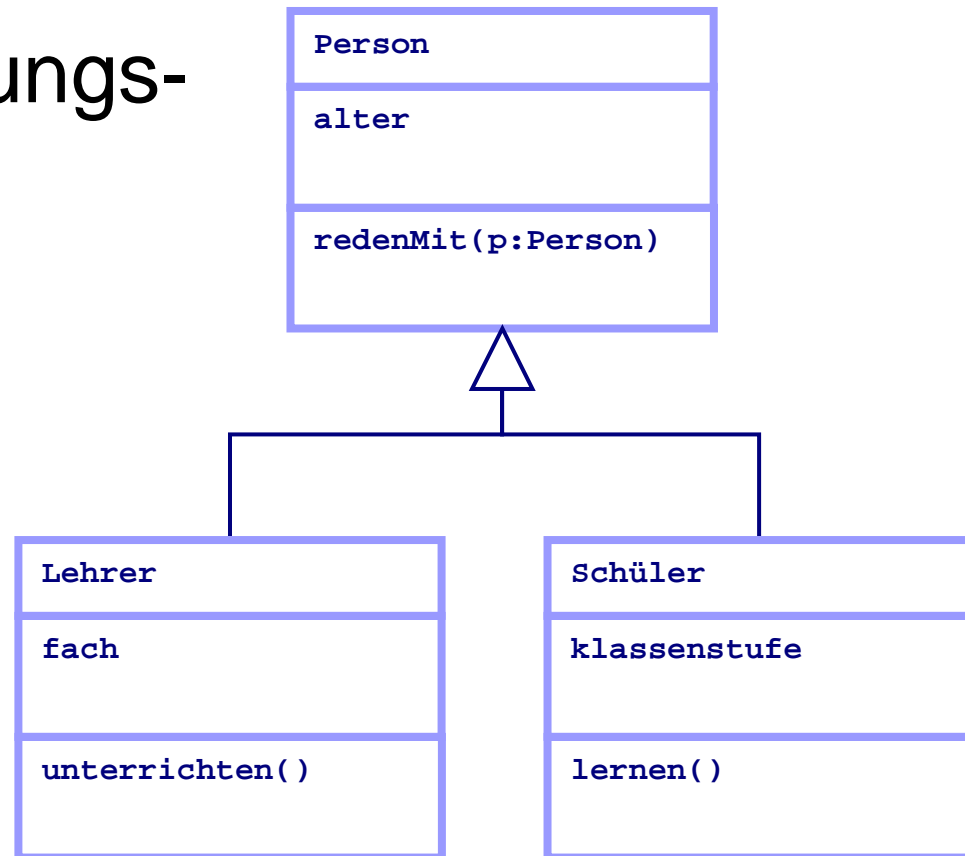 ungs-
Person
alter
redenMit(p:Person)
Lehrer
fach
unterrichten()
Schüler
klassenstufe
lernen()